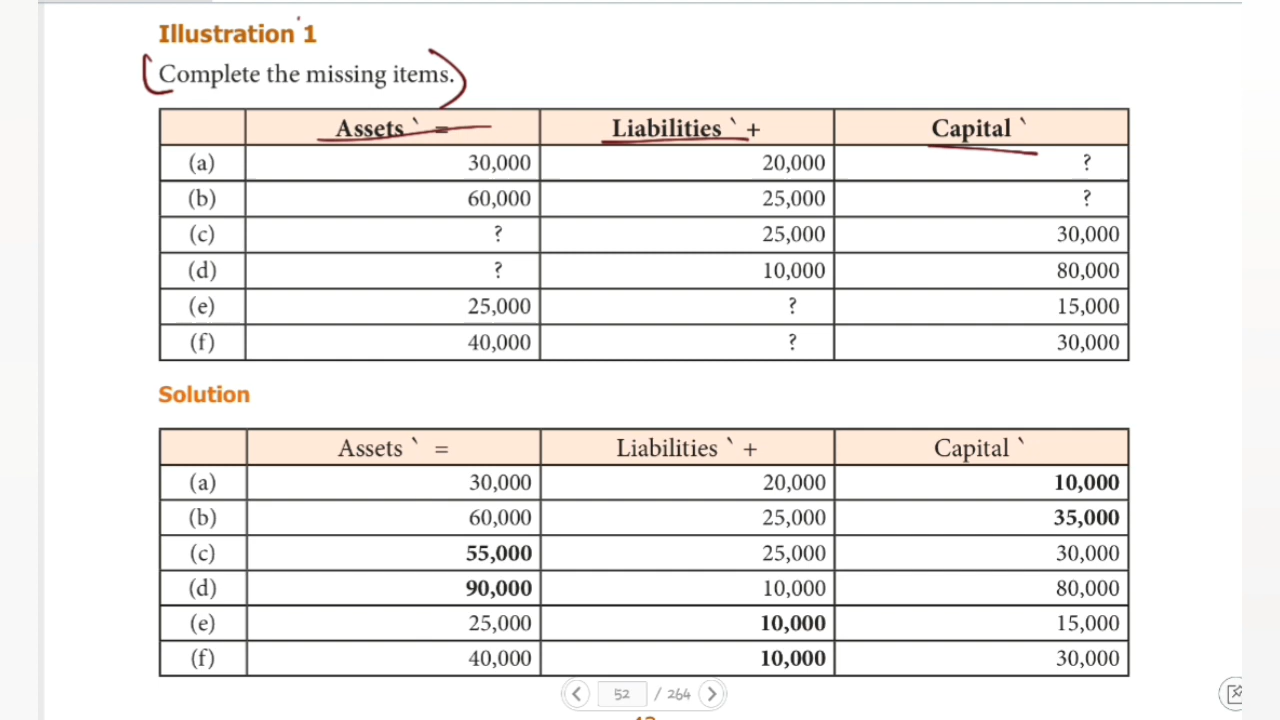 Illustration 1
Complete the missing items.
Assets ` = Liabilities ` + Capital `
(a) 30,000 20,000 ?
(b) 60,000 25,000 ?
(c) ? 25,000 30,000
(d) ? 10,000 80,000
(e) 25,000 ? 15,000
(f) 40,000 ? 30,000
Solution
Assets ` = Liabilities ` + Capital `
(a) 30,000 20,000 10,000
(b) 60,000 25,000 35,000
(c) 55,000 25,000 30,000
(d) 90,000 10,000 80,000
(e) 25,000 10,000 15,000
(f) 40,000 10,000 30,000
52 / 264